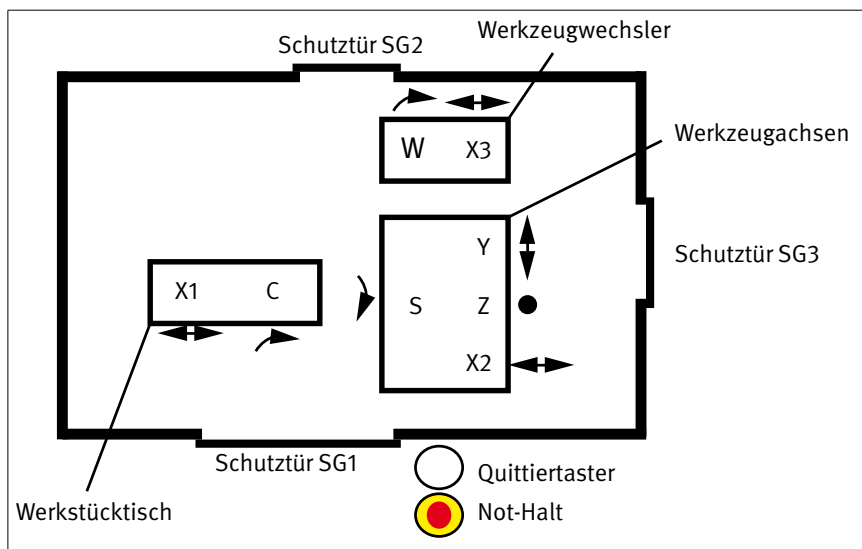 Werkzeugwechsler
Schutztür SG2
W X3
Werkzeugachsen
Y
Schutztür SG3
X1 C
S Z
X2
Schutztür SG1
Quittiertaster
Werkstücktisch
Not-Halt